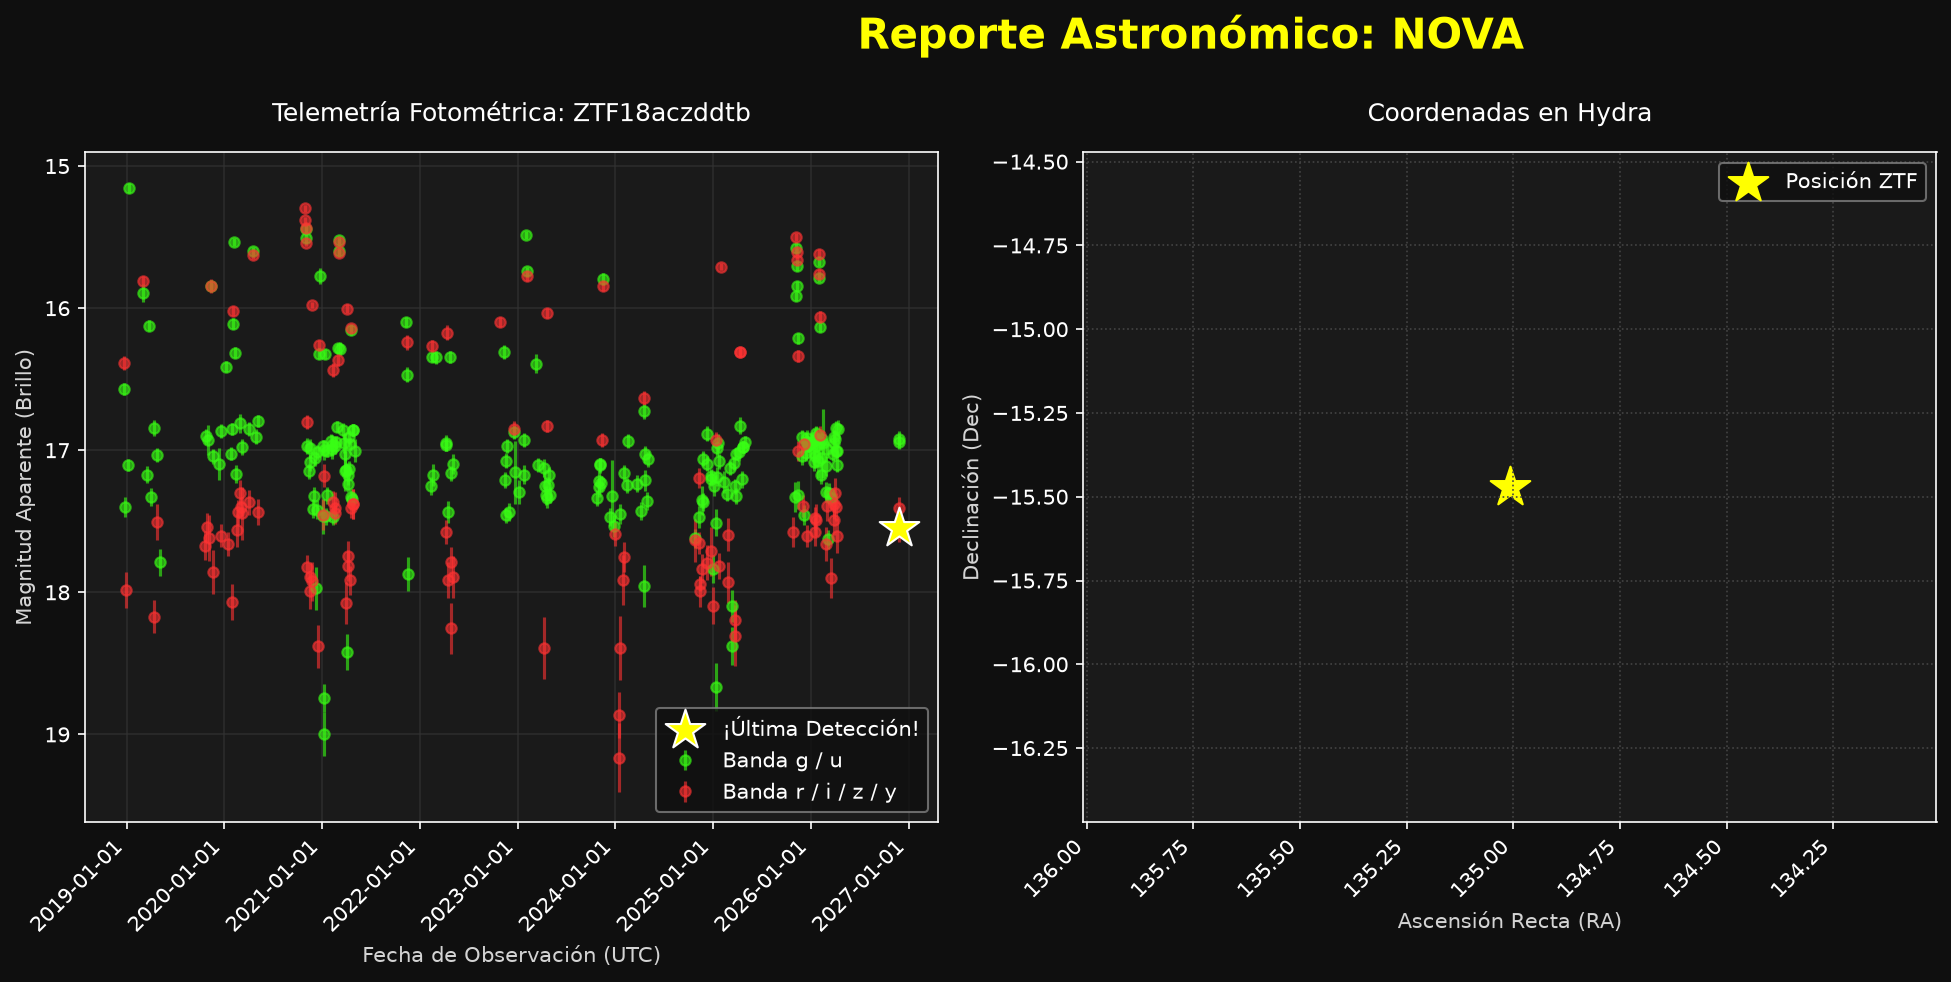 Reporte Astronómico: NOVA
Telemetría Fotométrica: ZTF18aczddtb
Magnitud Aparente (Brillo)
15
16
17
18
19
¡Última Detección!
Banda g / u
Banda r / i / z / y
2019-01-01
2020-01-01
2021-01-01
2022-01-01
2023-01-01
2024-01-01
2025-01-01
2026-01-01
2027-01-01
Fecha de Observación (UTC)
Coordenadas en Hydra
Declinación (Dec)
−14.50
−14.75
−15.00
−15.25
−15.50
−15.75
−16.00
−16.25
Posición ZTF
136.00
135.75
135.50
135.25
135.00
134.75
134.50
134.25
Ascensión Recta (RA)